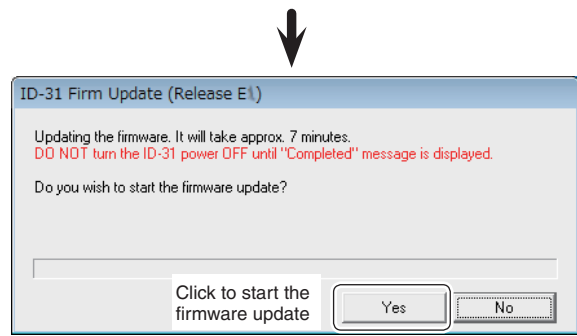 ID-31 Firm Update (Release E1)
Updating the firmware. It will take approx. 7 minutes.
DO NOT turn the ID-31 power OFF until "Completed" message is displayed.
Do you wish to start the firmware update?
Click to start the
firmware update
Yes
No